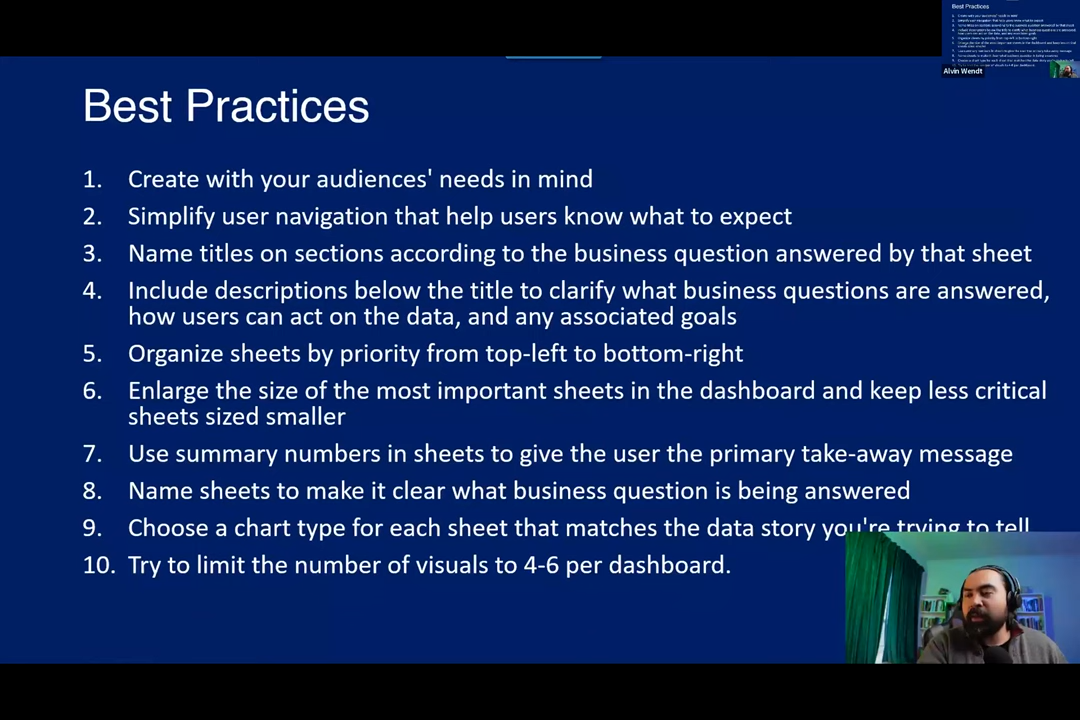 Best Practices
1. Create with your audiences' needs in mind
2. Simplify user navigation that help users know what to expect
3. Name titles on sections according to the business question answered by that sheet
4. Include descriptions below the title to clarify what business questions are answered,
how users can act on the data, and any associated goals
5. Organize sheets by priority from top-left to bottom-right
6. Enlarge the size of the most important sheets in the dashboard and keep less critical
sheets sized smaller
7. Use summary numbers in sheets to give the user the primary take-away message
8. Name sheets to make it clear what business question is being answered
9. Choose a chart type for each sheet that matches the data story you're trying to tell
10. Try to limit the number of visuals to 4-6 per dashboard.
Best Practices
Alvin Wendt